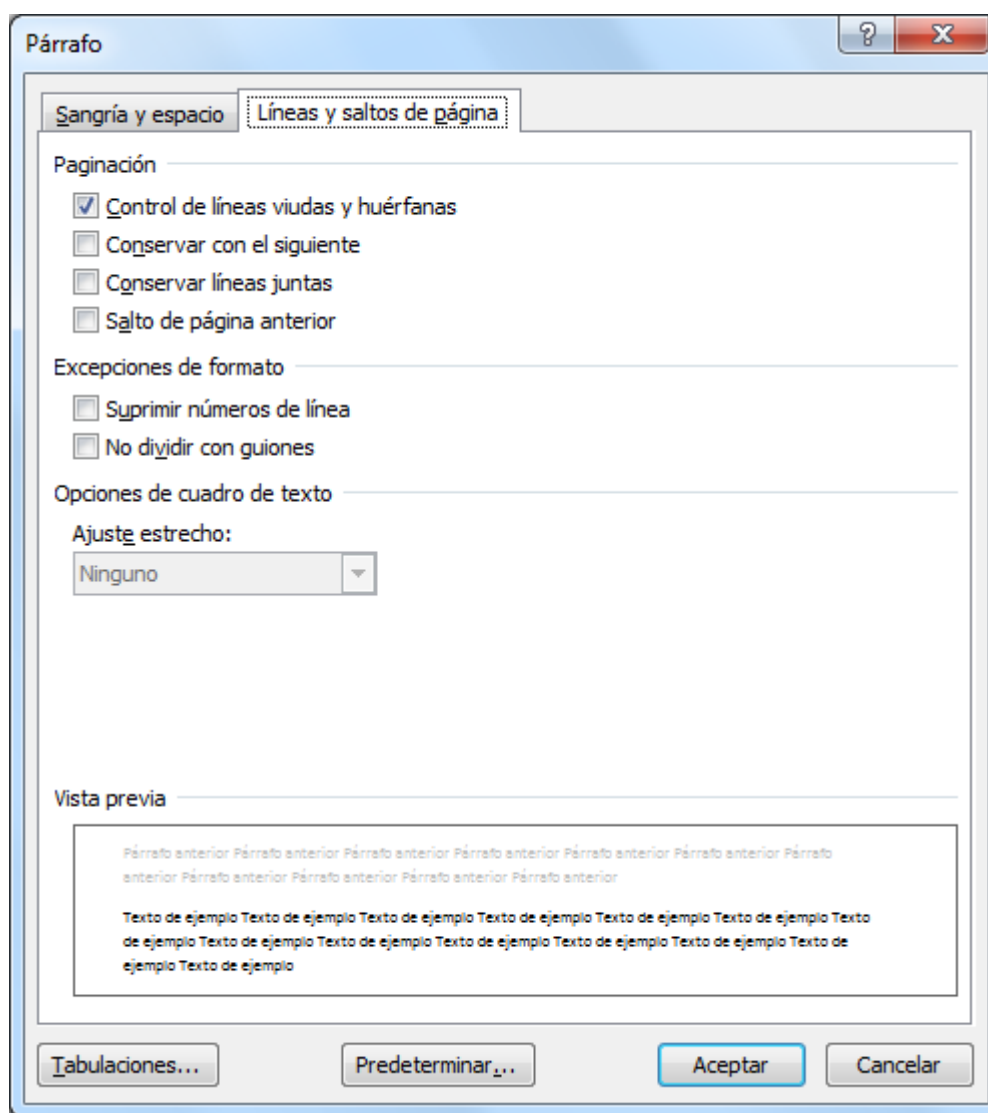 Párrafo
Sangría y espacio
Líneas y saltos de página
Paginación
Control de líneas viudas y huérfanas
Conservar con el siguiente
Conservar líneas juntas
Salto de página anterior
Excepciones de formato
Suprimir números de línea
No dividir con guiones
Opciones de cuadro de texto
Ajuste estrecho:
Ninguno
Vista previa
Párrafo anterior Párrafo anterior Párrafo anterior Párrafo anterior Párrafo anterior Párrafo anterior Párrafo
anterior Párrafo anterior Párrafo anterior Párrafo anterior Párrafo anterior
Texto de ejemplo Texto de ejemplo Texto de ejemplo Texto de ejemplo Texto de ejemplo Texto de ejemplo Texto
de ejemplo Texto de ejemplo Texto de ejemplo Texto de ejemplo Texto de ejemplo Texto de ejemplo Texto de
ejemplo Texto de ejemplo
Tabulaciones...
Predeterminar...
Aceptar
Cancelar